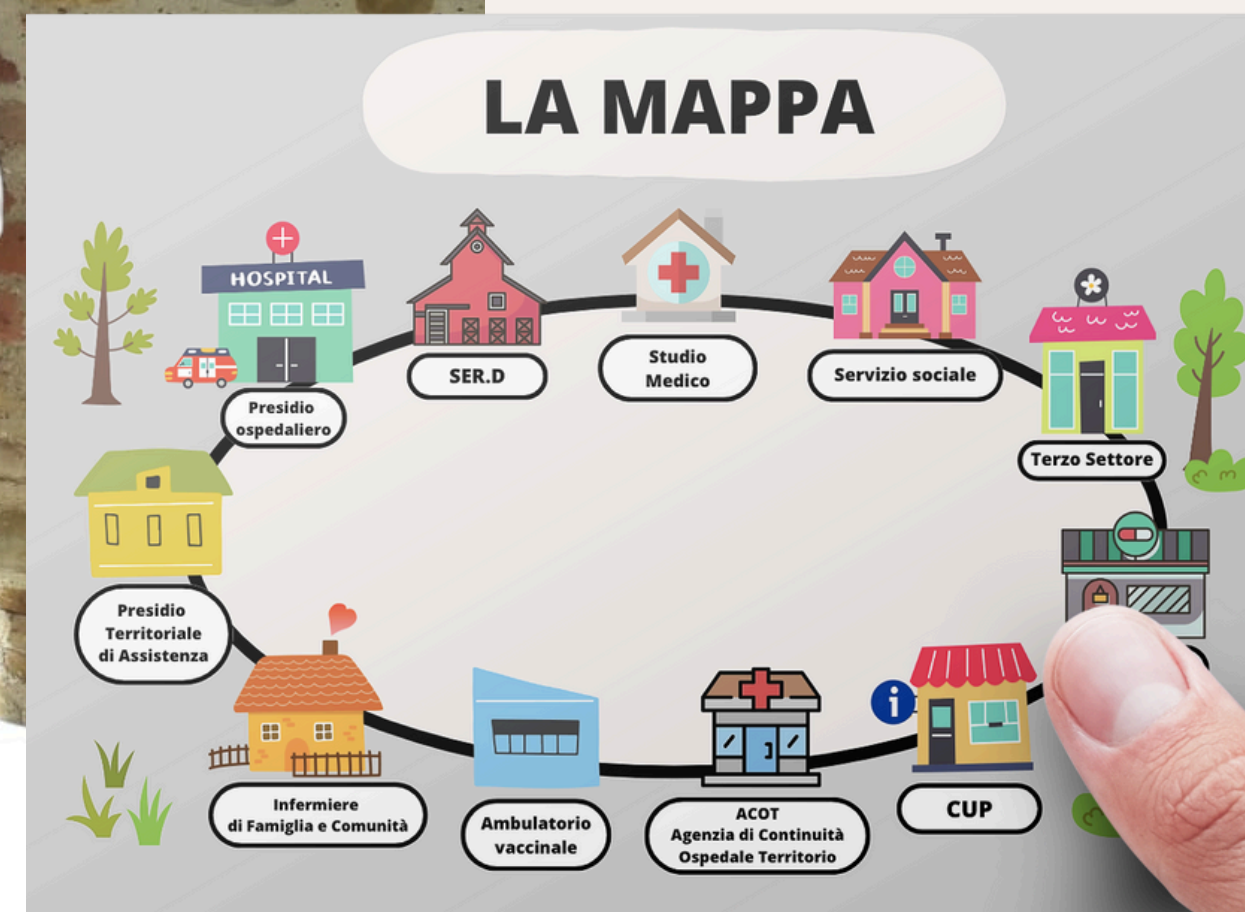 LA MAPPA
HOSPITAL
SER.D
Studio
Medico
Servizio sociale
Presidio
ospedaliero
Terzo Settore
Presidio
Territoriale
di Assistenza
Infermiere
di Famiglia e Comunità
Ambulatorio
vaccinale
ACOT
Agenzia di Continuità
Ospedale Territorio
i
CUP